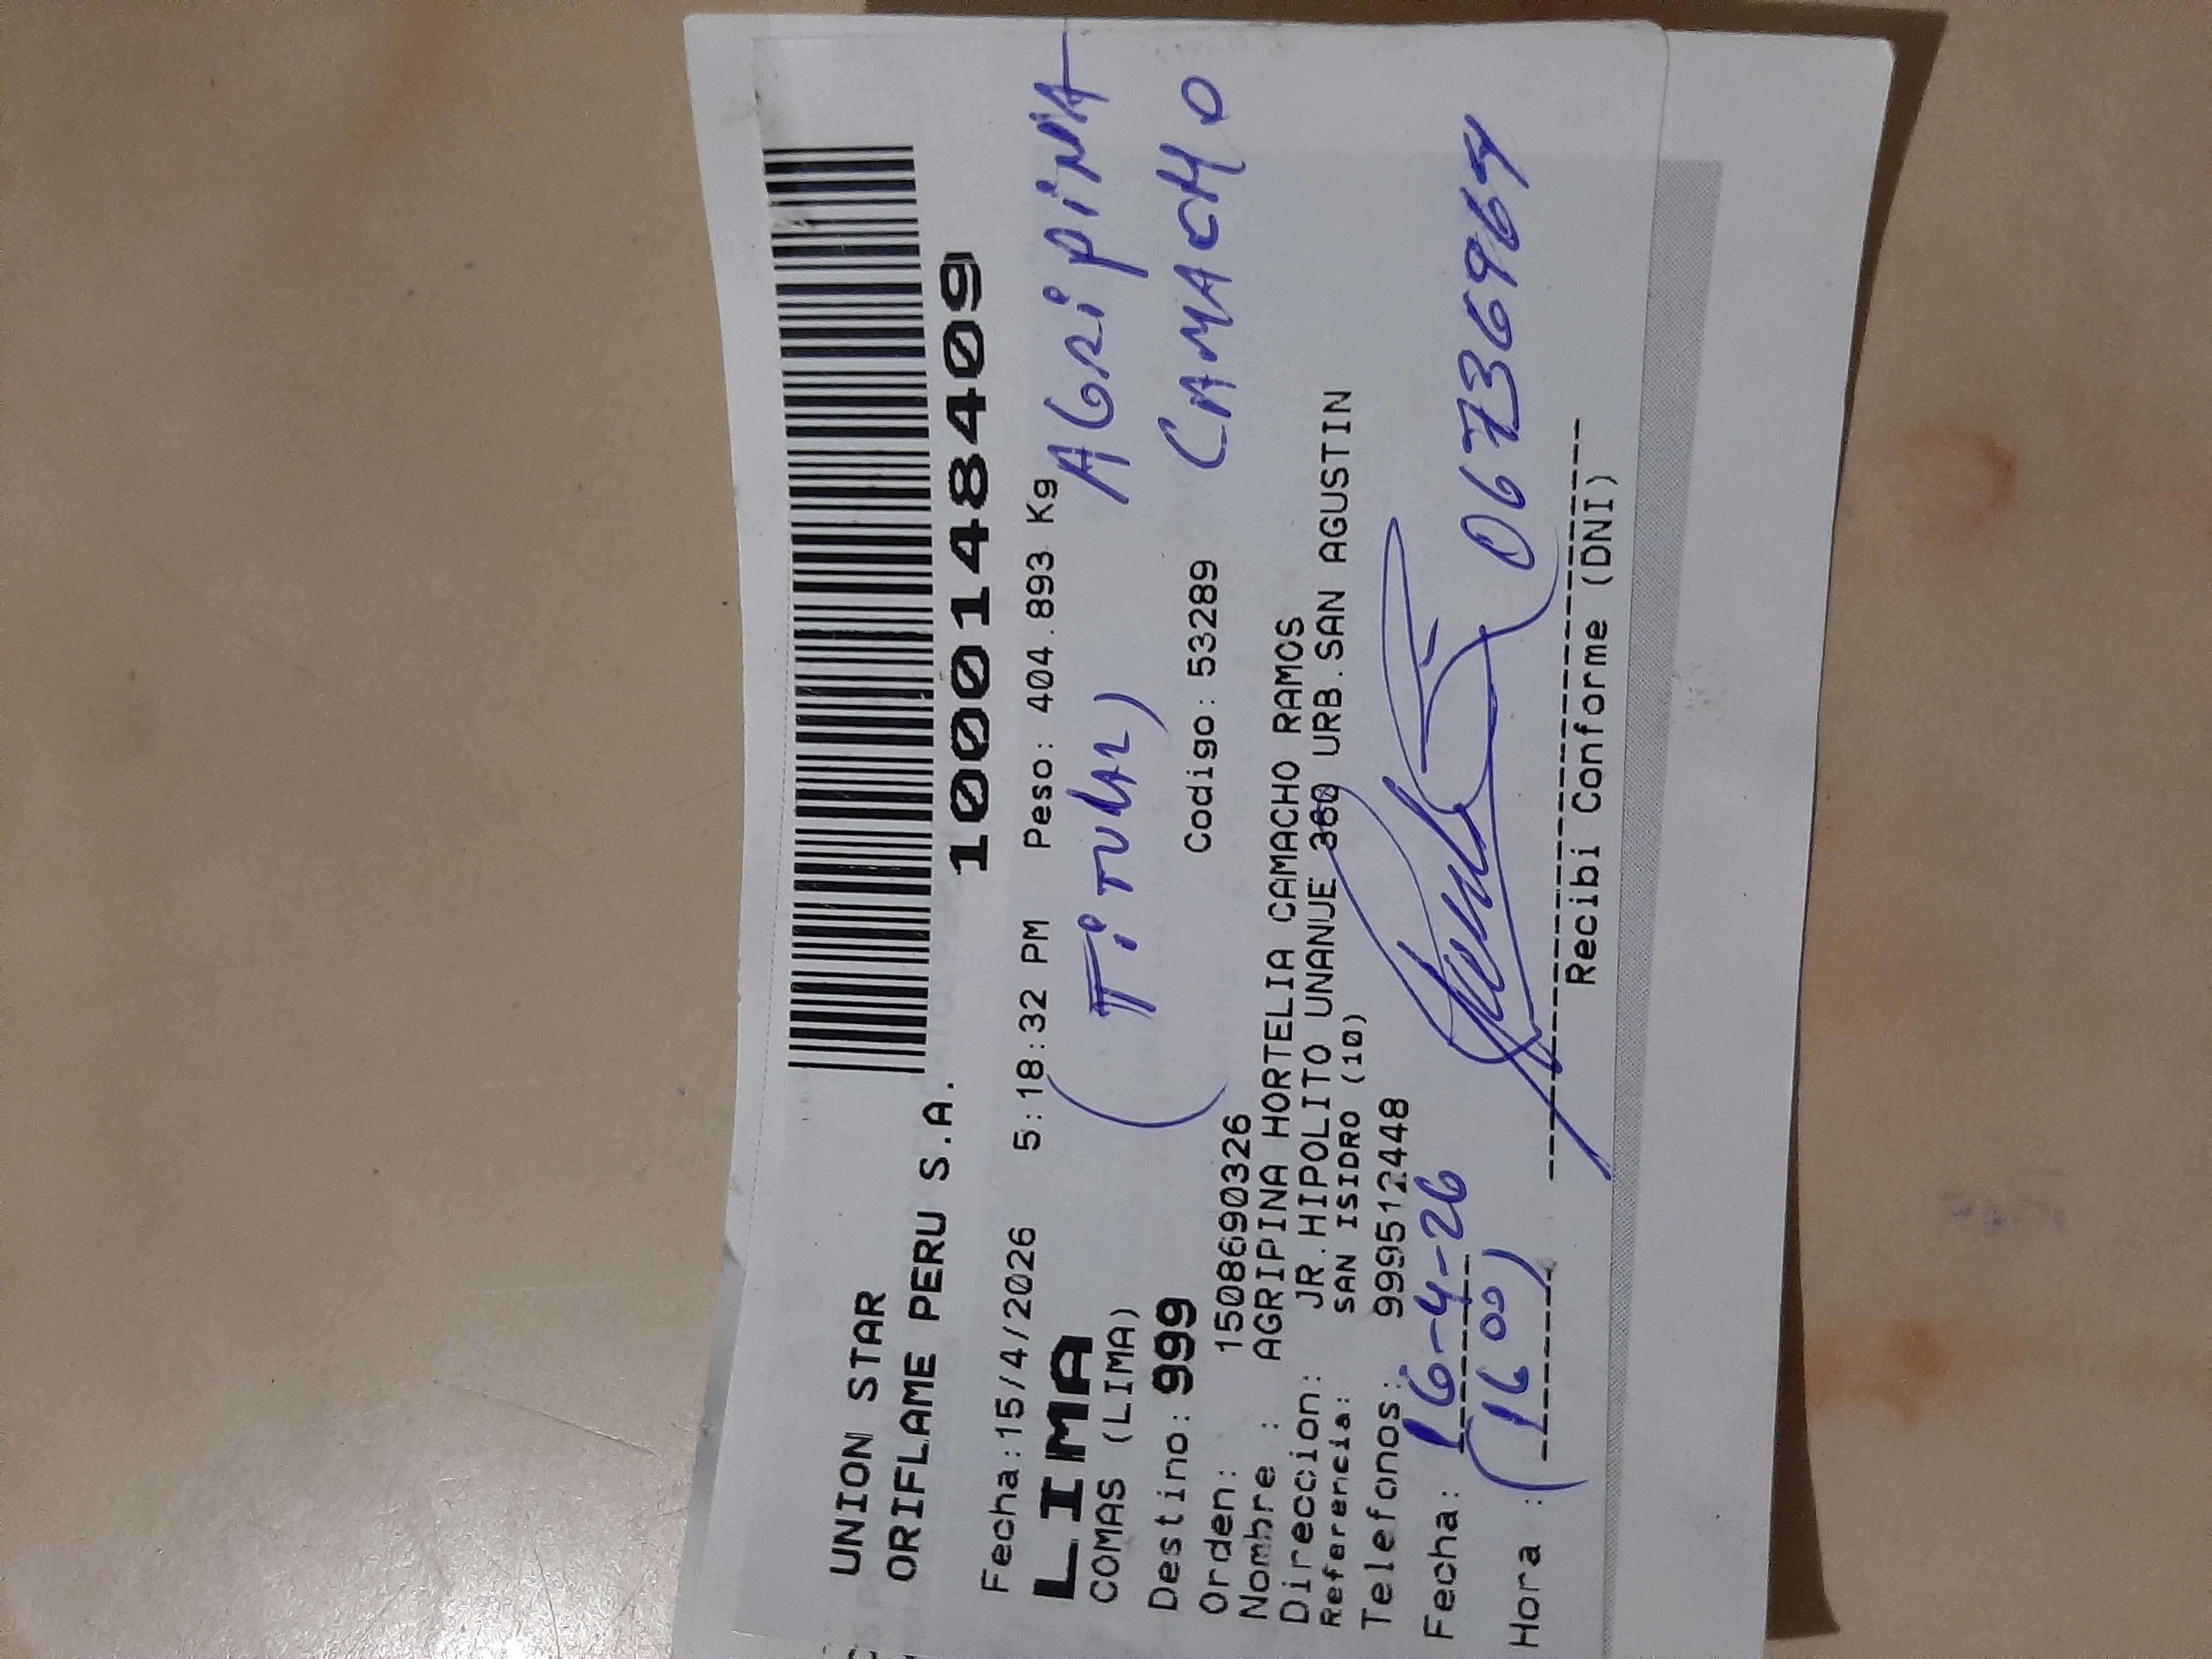 UNION STAR
ORIFLAME PERU S.A.
1000148409
Fecha:15/4/2026 5:18:32 PM Peso: 404.893 Kg
LIMA
COMAS (LIMA)
(TiTulAR)
AGRiPiNA
CAMACHO
Destino: 999
Codigo: 53289
Orden: 1508690326
Nombre : AGRIPINA HORTELIA CAMACHO RAMOS
Direccion: JR.HIPOLITO UNANUE 360 URB.SAN AGUSTIN
Referencia: SAN ISIDRO (10)
Telefonos: 999512448
Fecha: 16-4-26
Hora : (16 00)
06736964
Recibi Conforme (DNI)